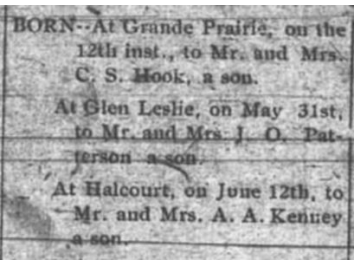 BORN--At Grande Prairie, on the
12th inst., to Mr. and Mrs.
C. S. Hook, a son.
At Glen Leslie, on May 31st,
to Mr. and Mrs. J. O. Pat-
terson a son.
At Halcourt, on June 12th, to
Mr. and Mrs. A. A. Kenney
a son.